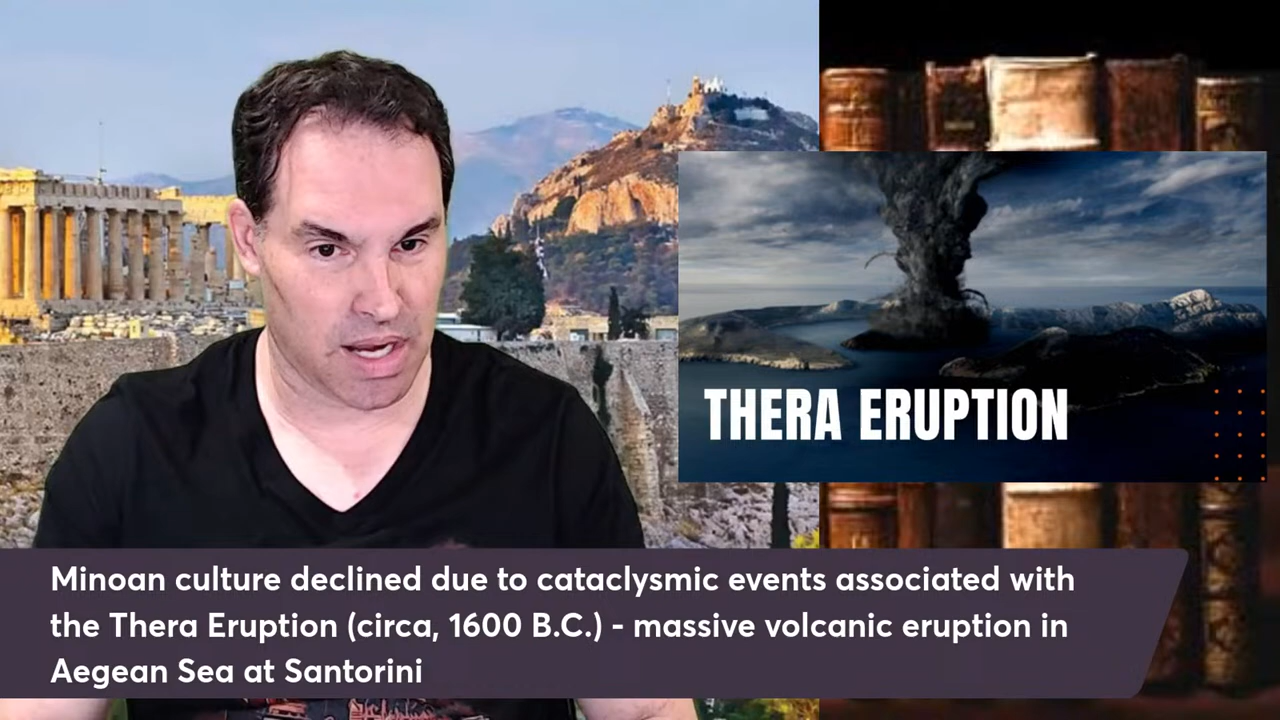 THERA ERUPTION
Minoan culture declined due to cataclysmic events associated with
the Thera Eruption (circa, 1600 B.C.) - massive volcanic eruption in
Aegean Sea at Santorini